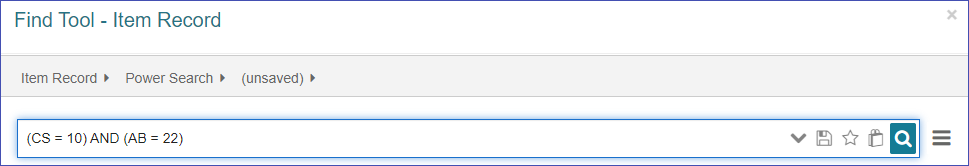 Find Tool - Item Record
×
Item Record Power Search (unsaved)
(CS = 10) AND (AB = 22)